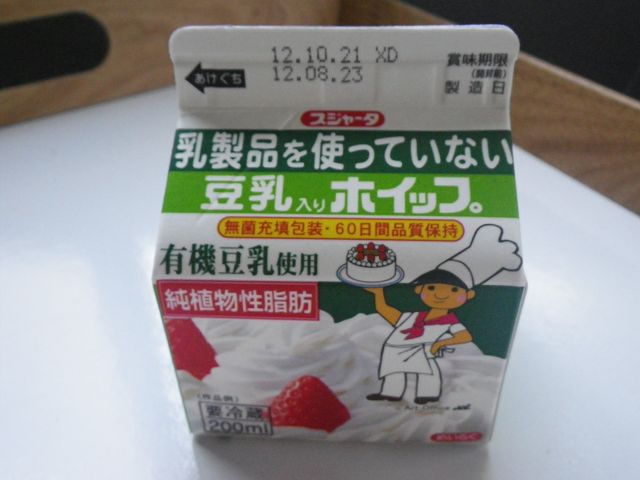 あけぐち
12.10.21 XD
12.08.23
賞味期限
(開封前)
製造日
スジャータ
乳製品を使っていない
豆乳入りホイップ。
無菌充填包装・60日間品質保持
有機豆乳使用
純植物性脂肪
(作品例)
要冷蔵
200ml
めいらく